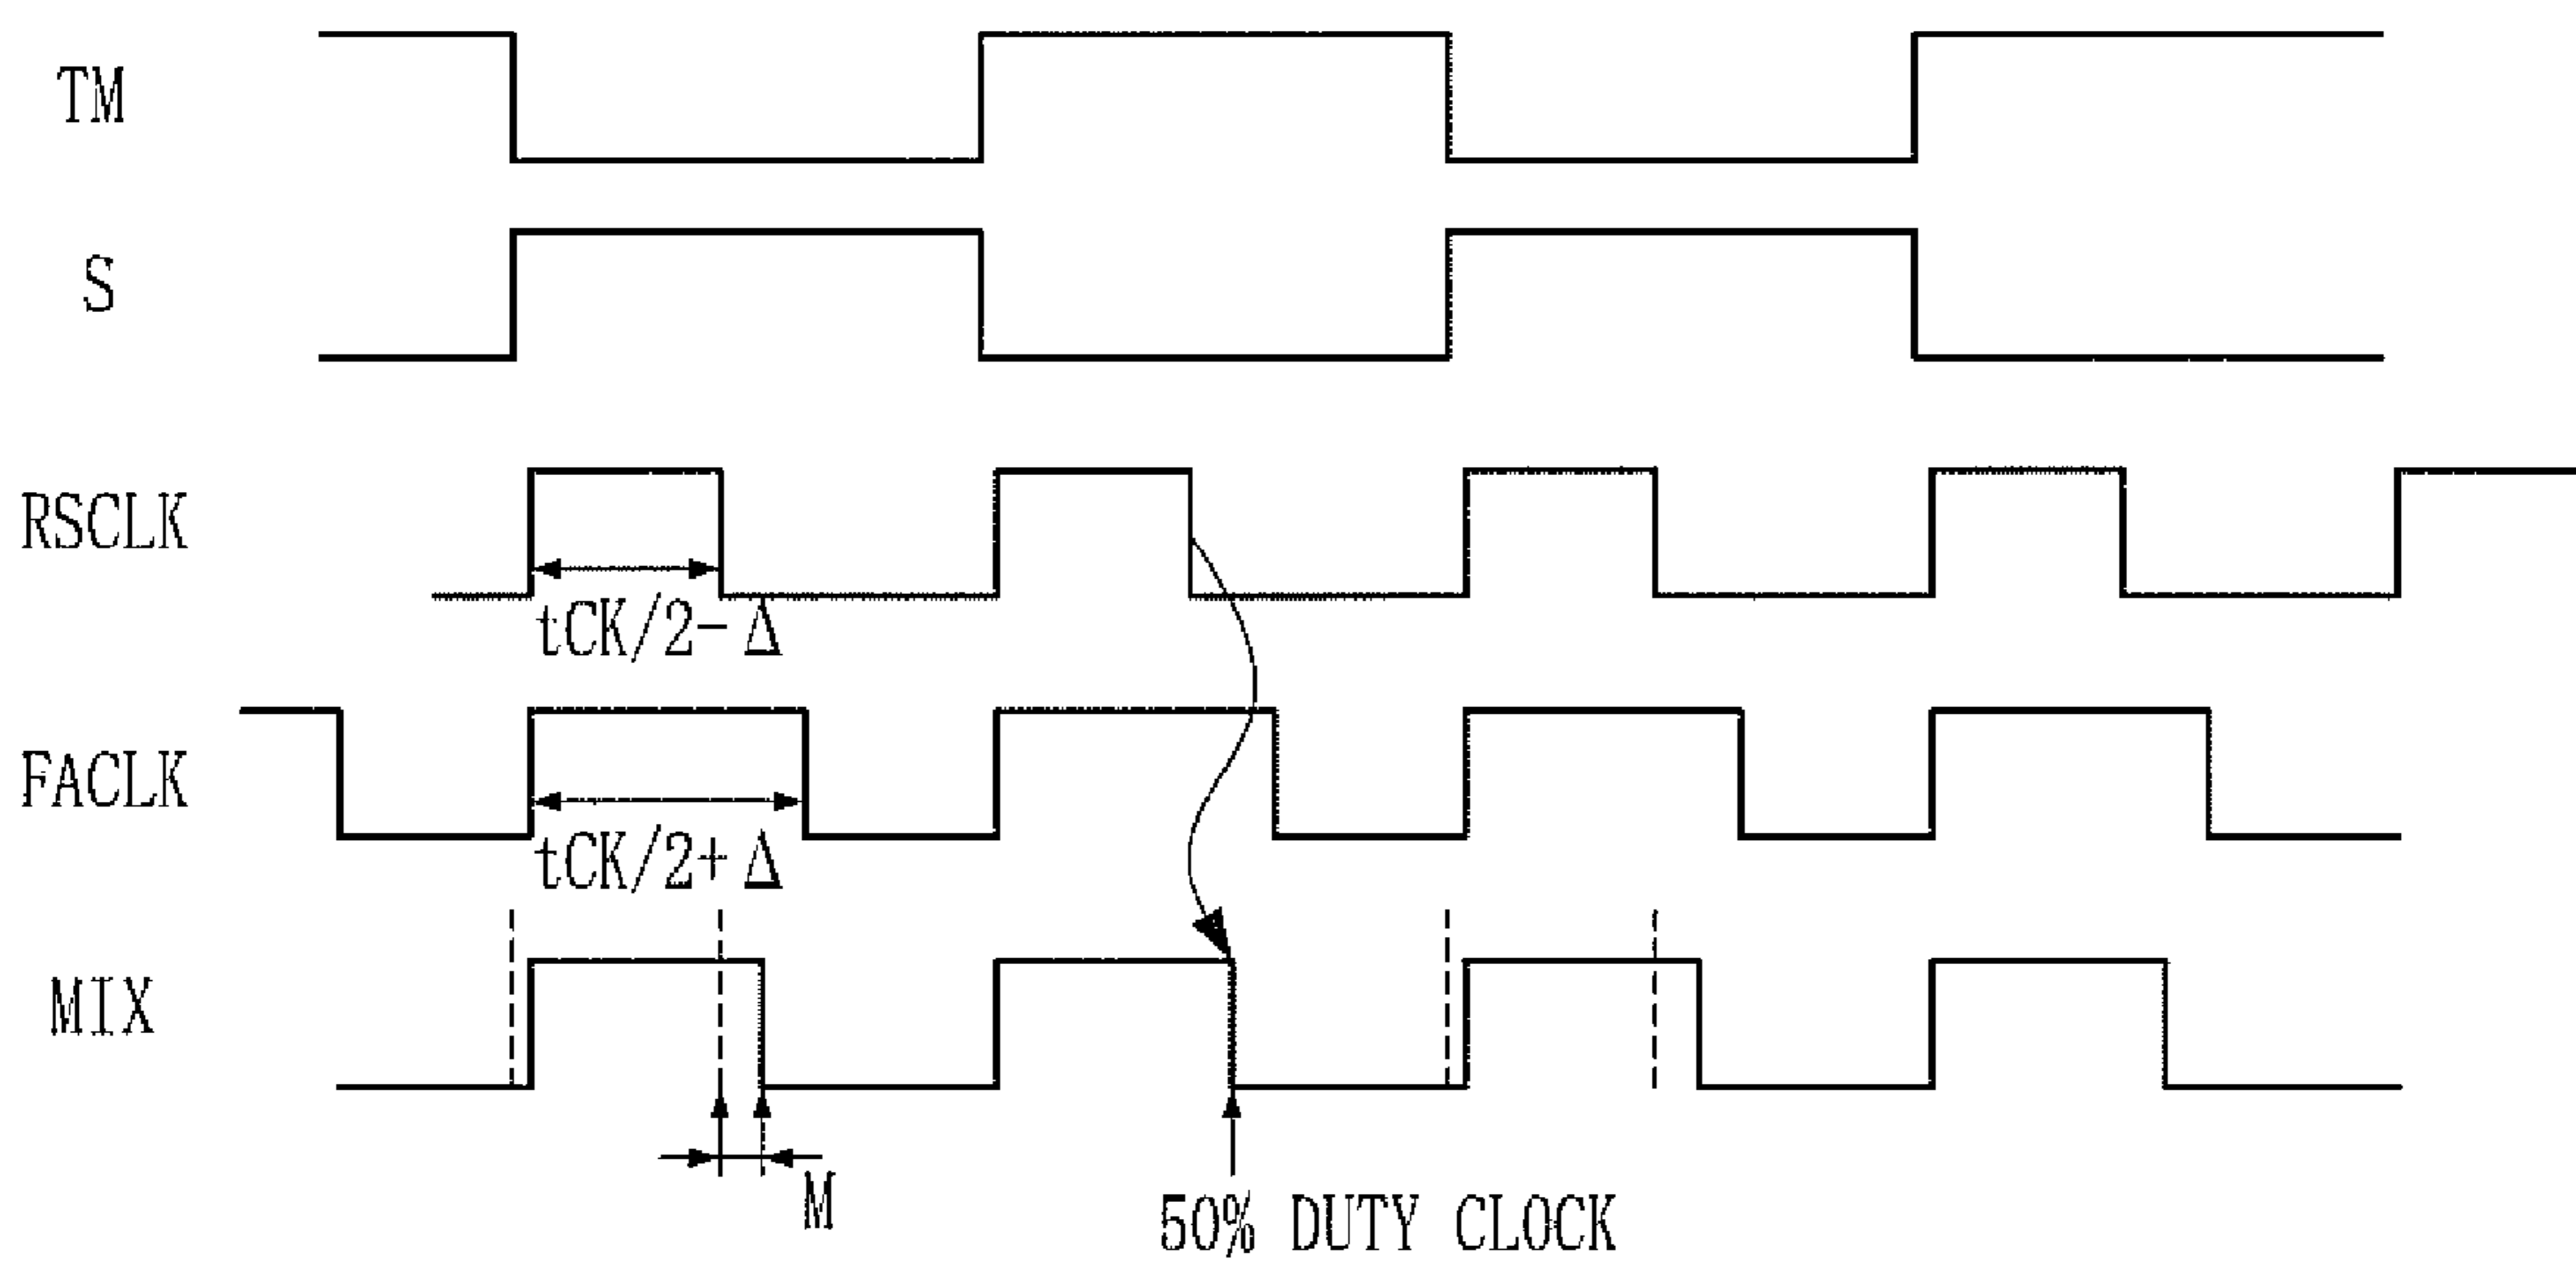 TM
S
RSCLK
tCK/2-Δ
FACLK
tCK/2+Δ
MIX
M
50% DUTY CLOCK